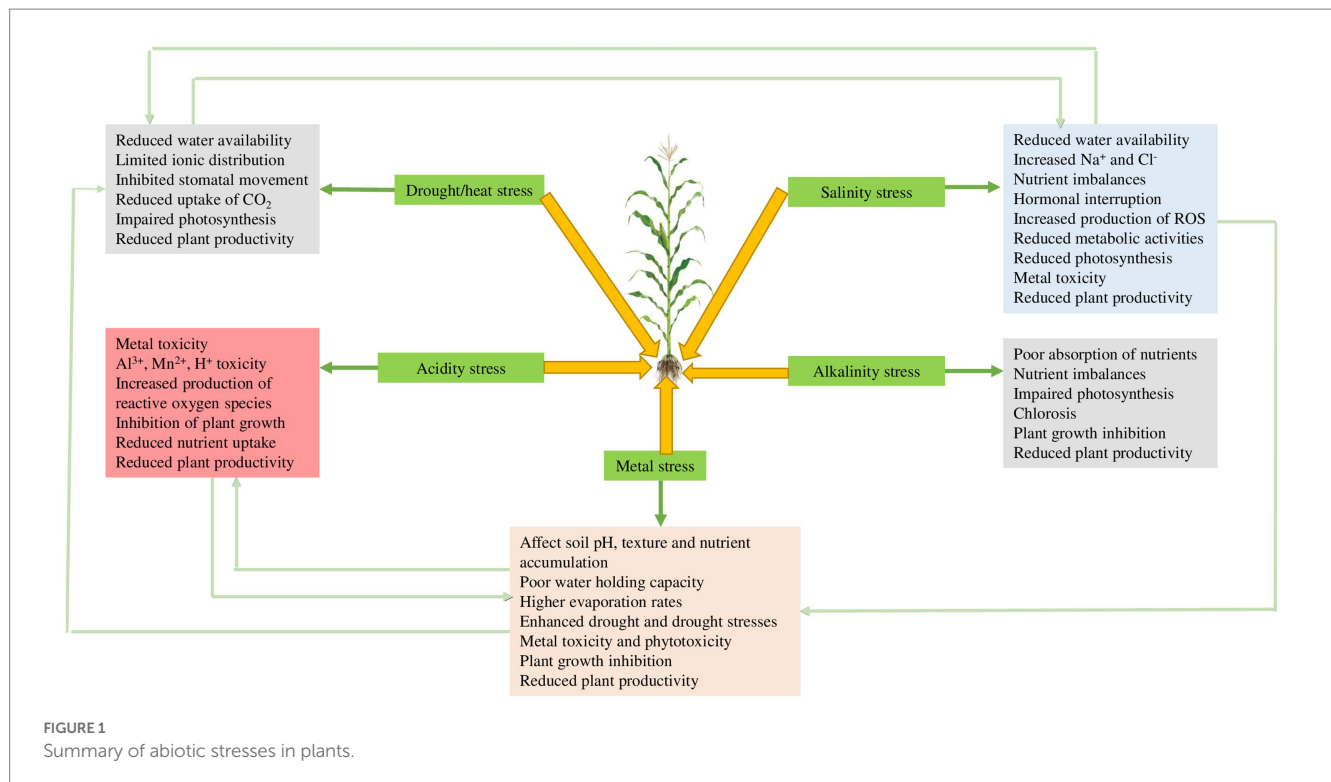 Reduced water availability
Limited ionic distribution
Inhibited stomatal movement
Reduced uptake of CO₂
Impaired photosynthesis
Reduced plant productivity
Drought/heat stress
Salinity stress
Reduced water availability
Increased Na⁺ and Cl⁻
Nutrient imbalances
Hormonal interruption
Increased production of ROS
Reduced metabolic activities
Reduced photosynthesis
Metal toxicity
Reduced plant productivity
Metal toxicity
Al³⁺, Mn²⁺, H⁺ toxicity
Increased production of
reactive oxygen species
Inhibition of plant growth
Reduced nutrient uptake
Reduced plant productivity
Acidity stress
Alkalinity stress
Poor absorption of nutrients
Nutrient imbalances
Impaired photosynthesis
Chlorosis
Plant growth inhibition
Reduced plant productivity
Metal stress
Affect soil pH, texture and nutrient
accumulation
Poor water holding capacity
Higher evaporation rates
Enhanced drought and drought stresses
Metal toxicity and phytotoxicity
Plant growth inhibition
Reduced plant productivity
FIGURE 1
Summary of abiotic stresses in plants.